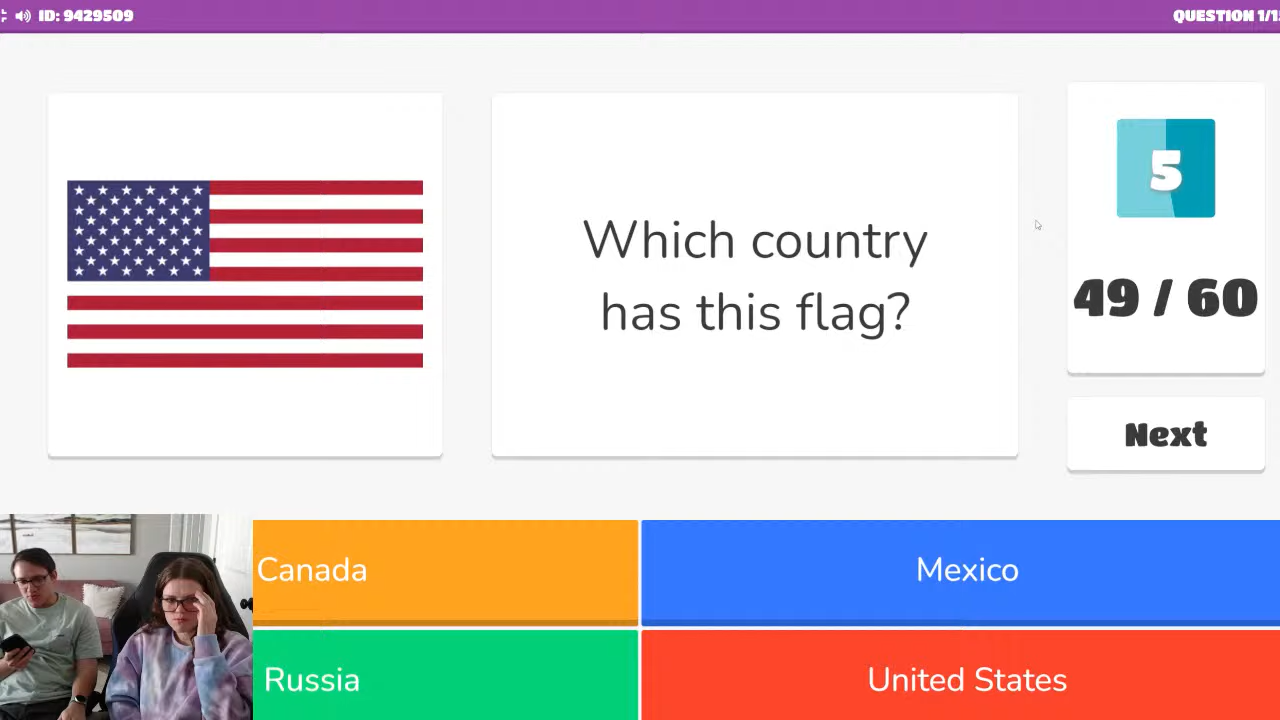 ID: 9429509
QUESTION 1/1
Which country
has this flag?
5
49 / 60
Next
Canada
Mexico
Russia
United States